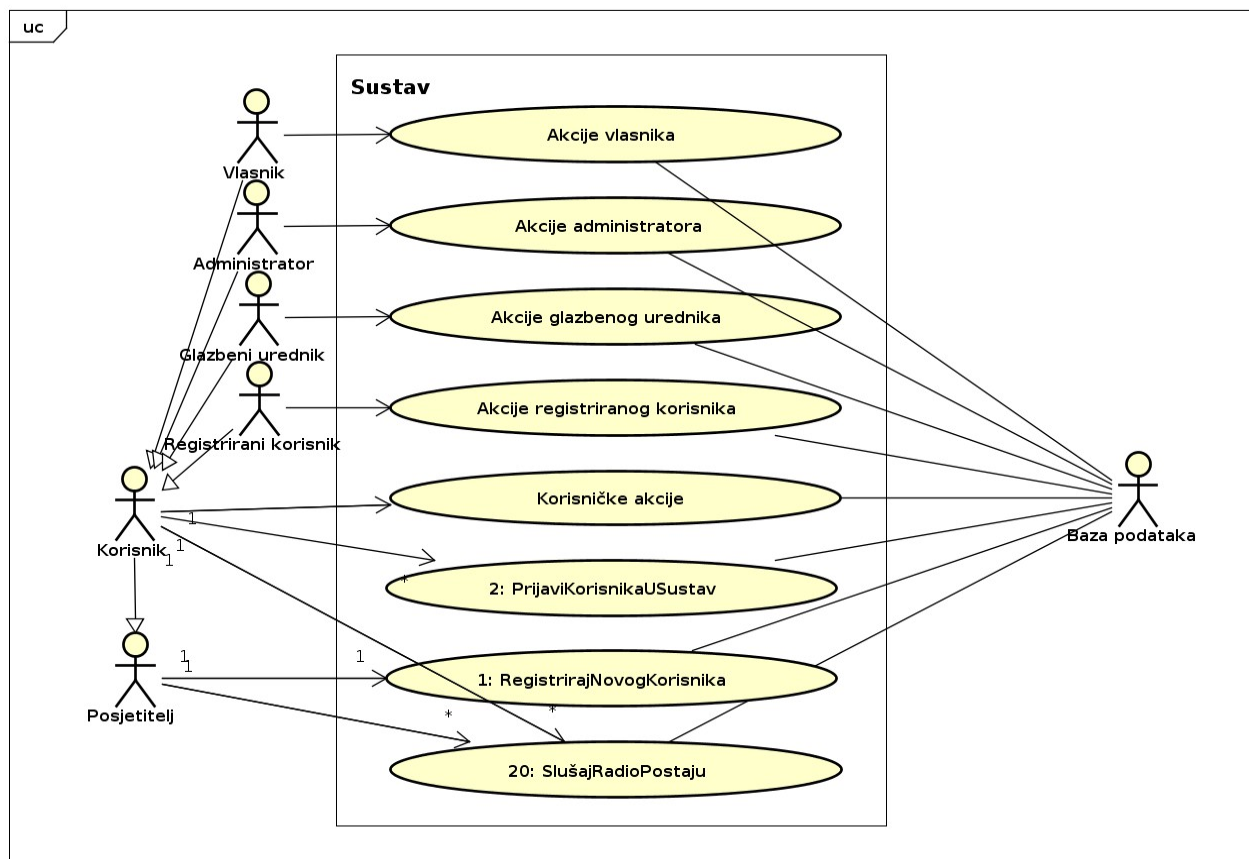 uc
Sustav
Vlasnik
Akcije vlasnika
Administrator
Akcije administratora
Glazbeni urednik
Akcije glazbenog urednika
Registrirani korisnik
Akcije registriranog korisnika
Korisnik
Korisničke akcije
1
1
1
*
2: PrijaviKorisnikaUSustav
Baza podataka
Posjetitelj
1
1
1
1: RegistrirajNovogKorisnika
*
*
20: SlušajRadioPostaju